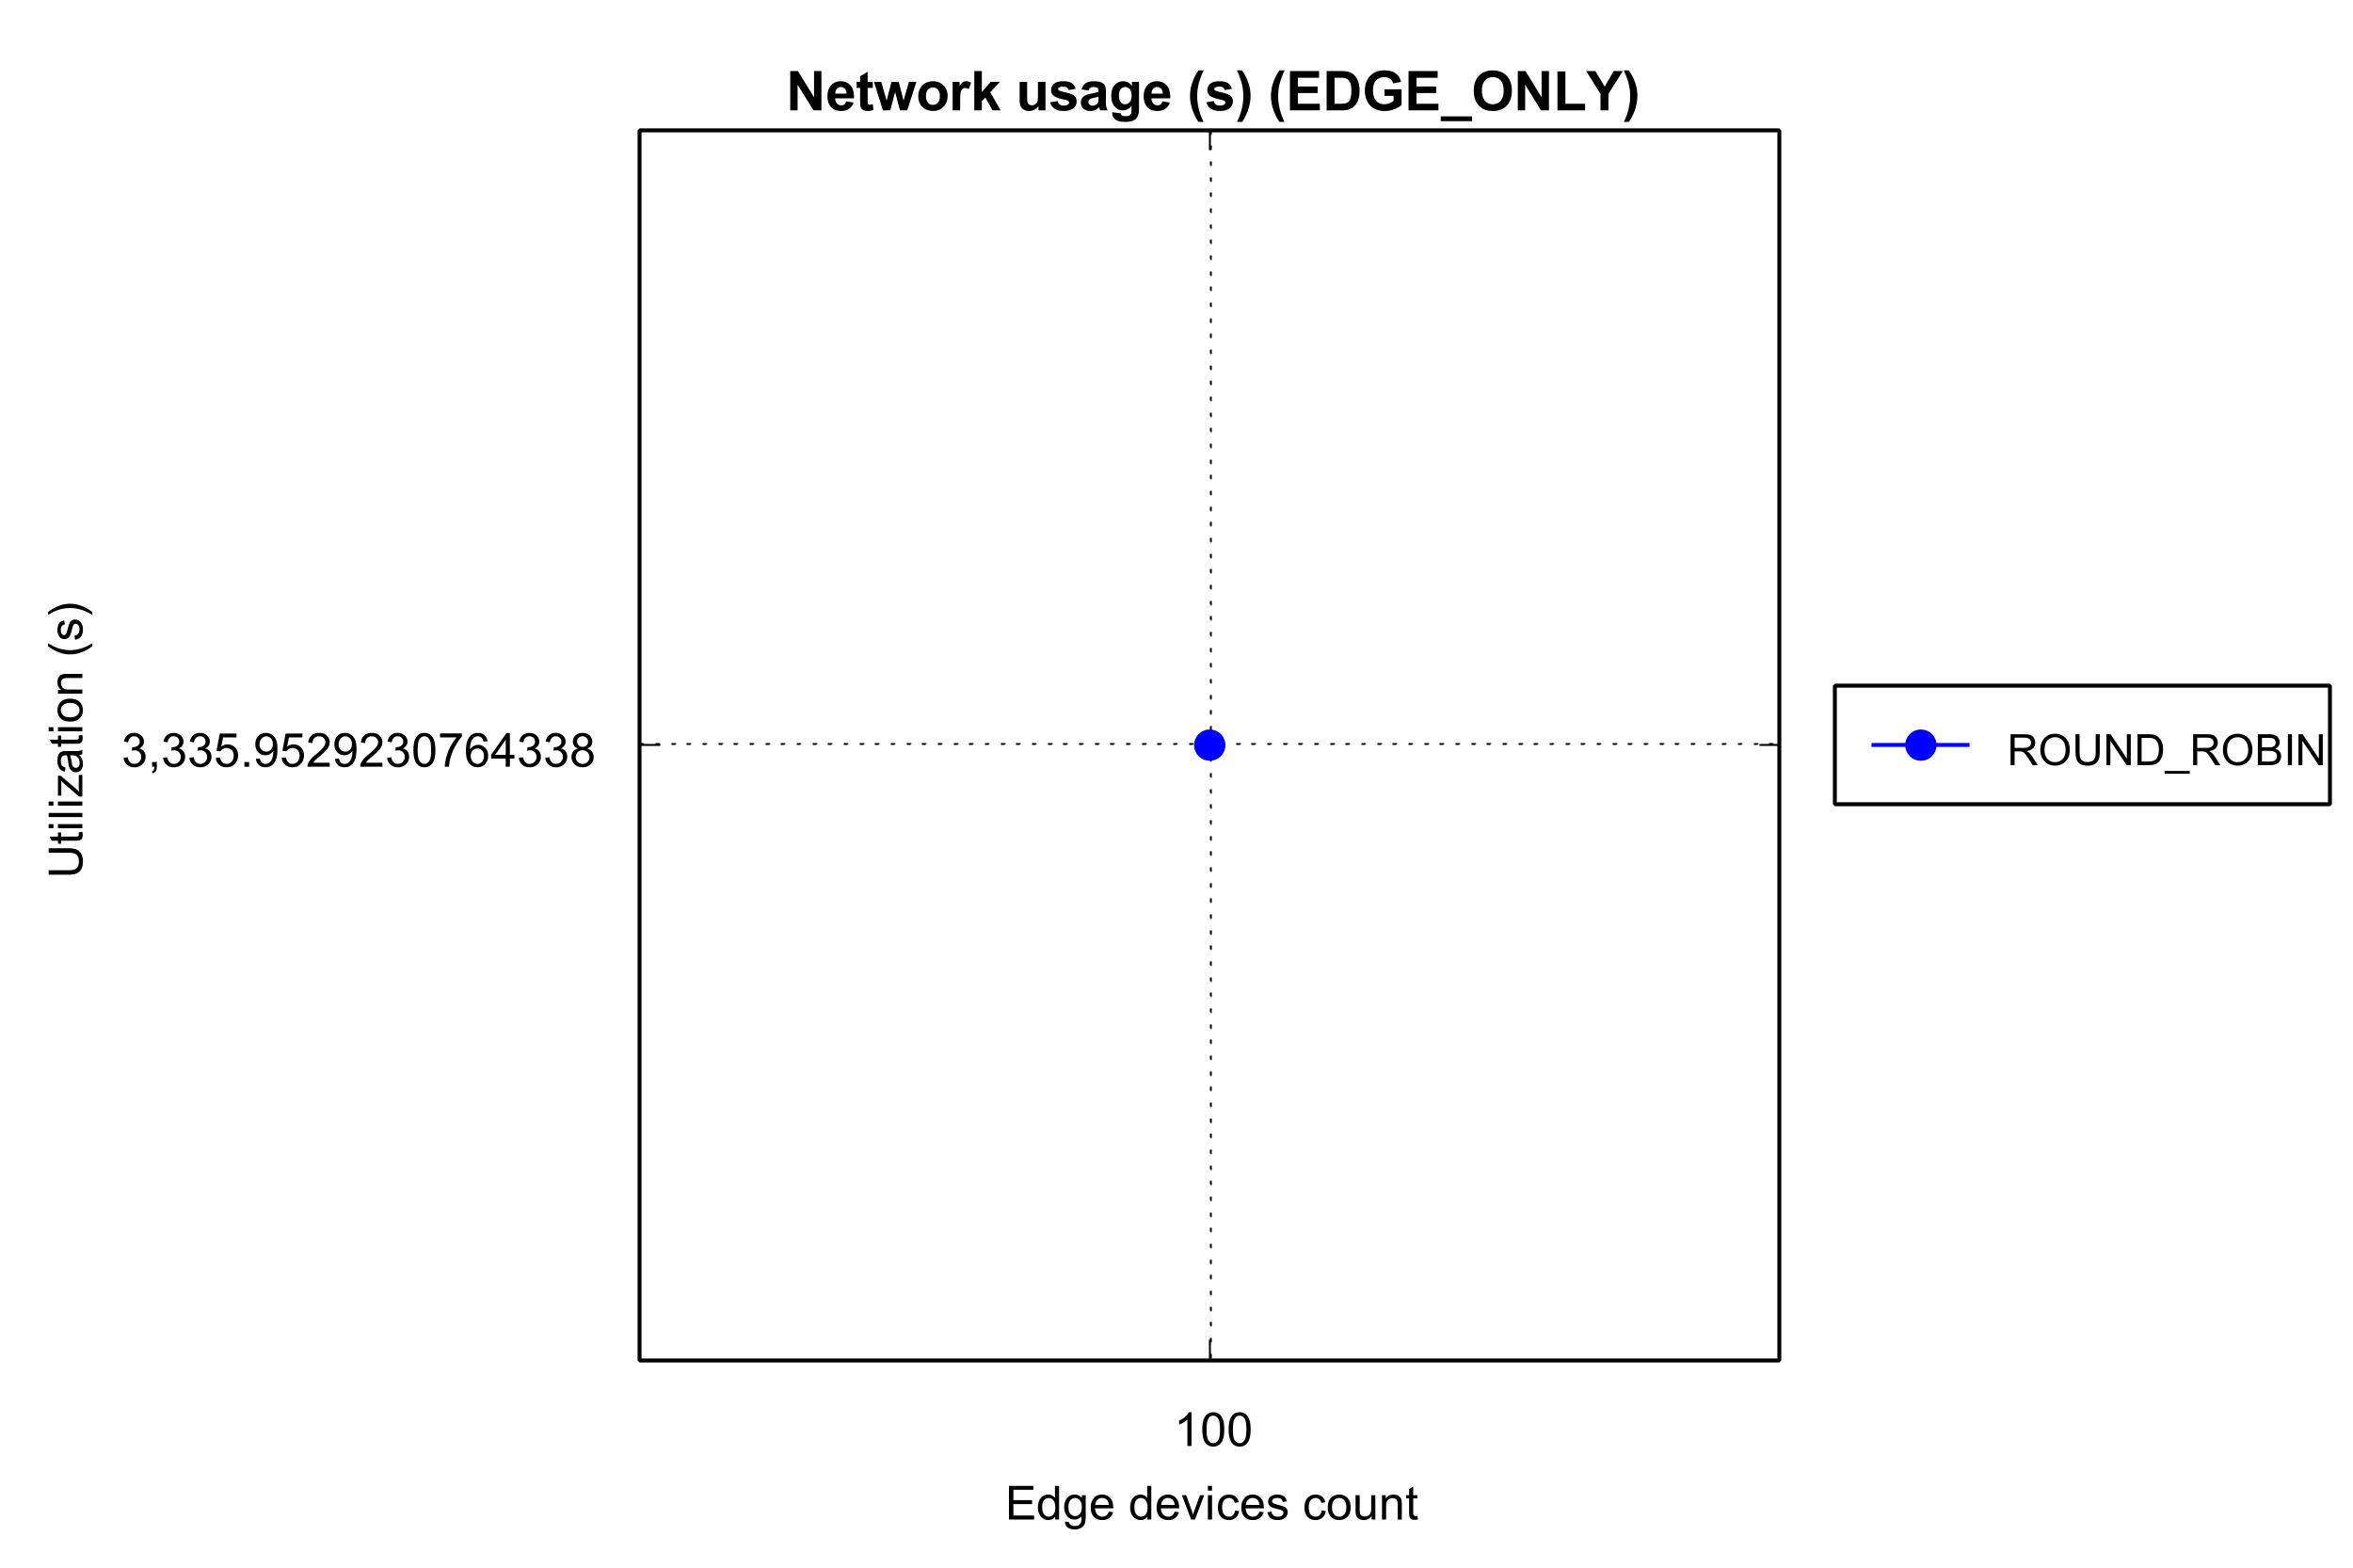 Network usage (s) (EDGE_ONLY)
Utilization (s)
3,335.9529230764338
ROUND_ROBIN
100
Edge devices count